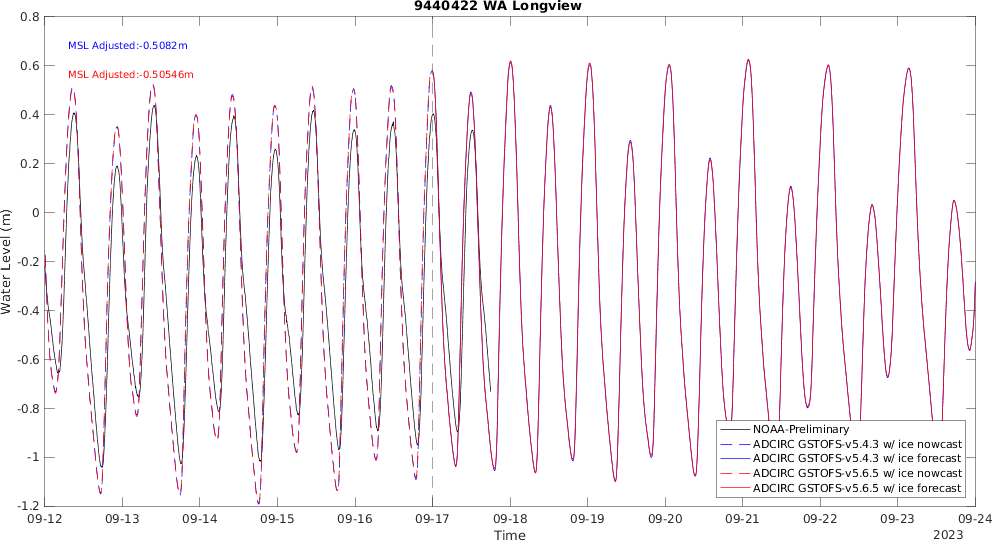 9440422 WA Longview
MSL Adjusted:-0.5082m
MSL Adjusted:-0.50546m
Water Level (m)
0.8
0.6
0.4
0.2
0
-0.2
-0.4
-0.6
-0.8
-1
-1.2
NOAA-Preliminary
ADCIRC GSTOFS-v5.4.3 w/ ice nowcast
ADCIRC GSTOFS-v5.4.3 w/ ice forecast
ADCIRC GSTOFS-v5.6.5 w/ ice nowcast
ADCIRC GSTOFS-v5.6.5 w/ ice forecast
09-12 09-13 09-14 09-15 09-16 09-17 09-18 09-19 09-20 09-21 09-22 09-23 09-24
Time
2023